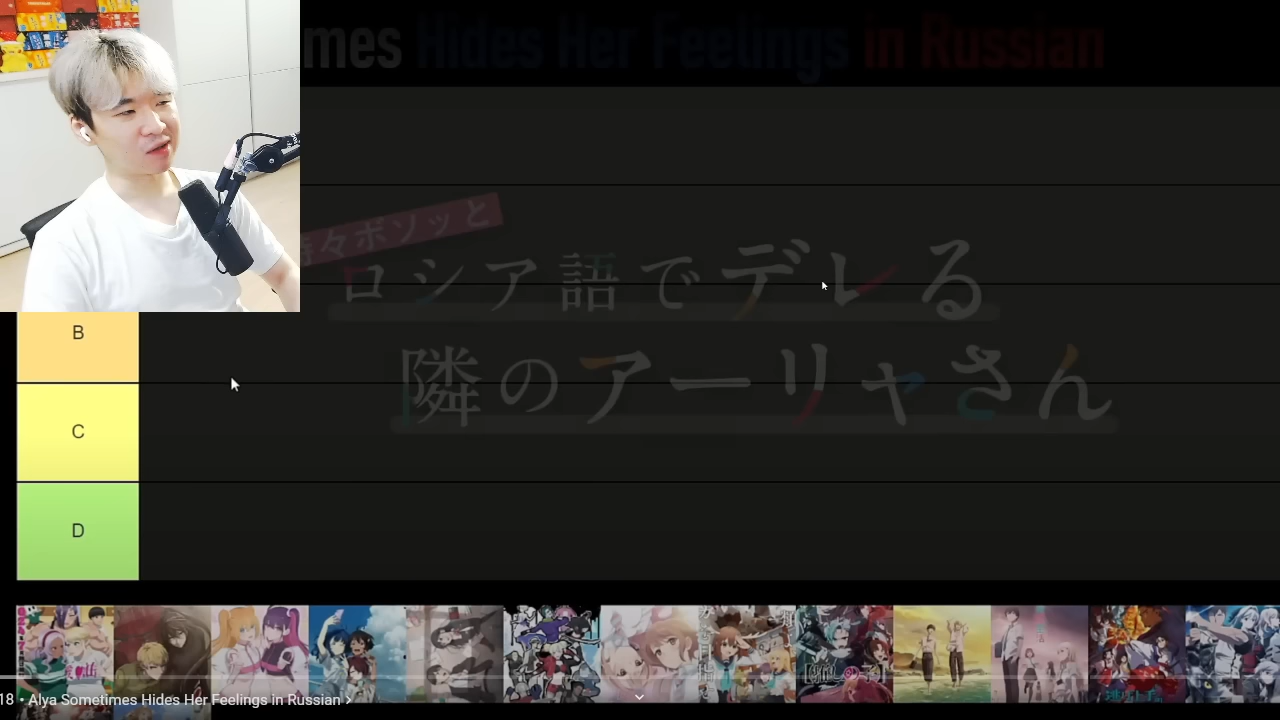 mes Hides Her Feelings in Russian
時々ボソッと
ロシア語でデレる
隣のアーリャさん
B
C
D
18 • Alya Sometimes Hides Her Feelings in Russian